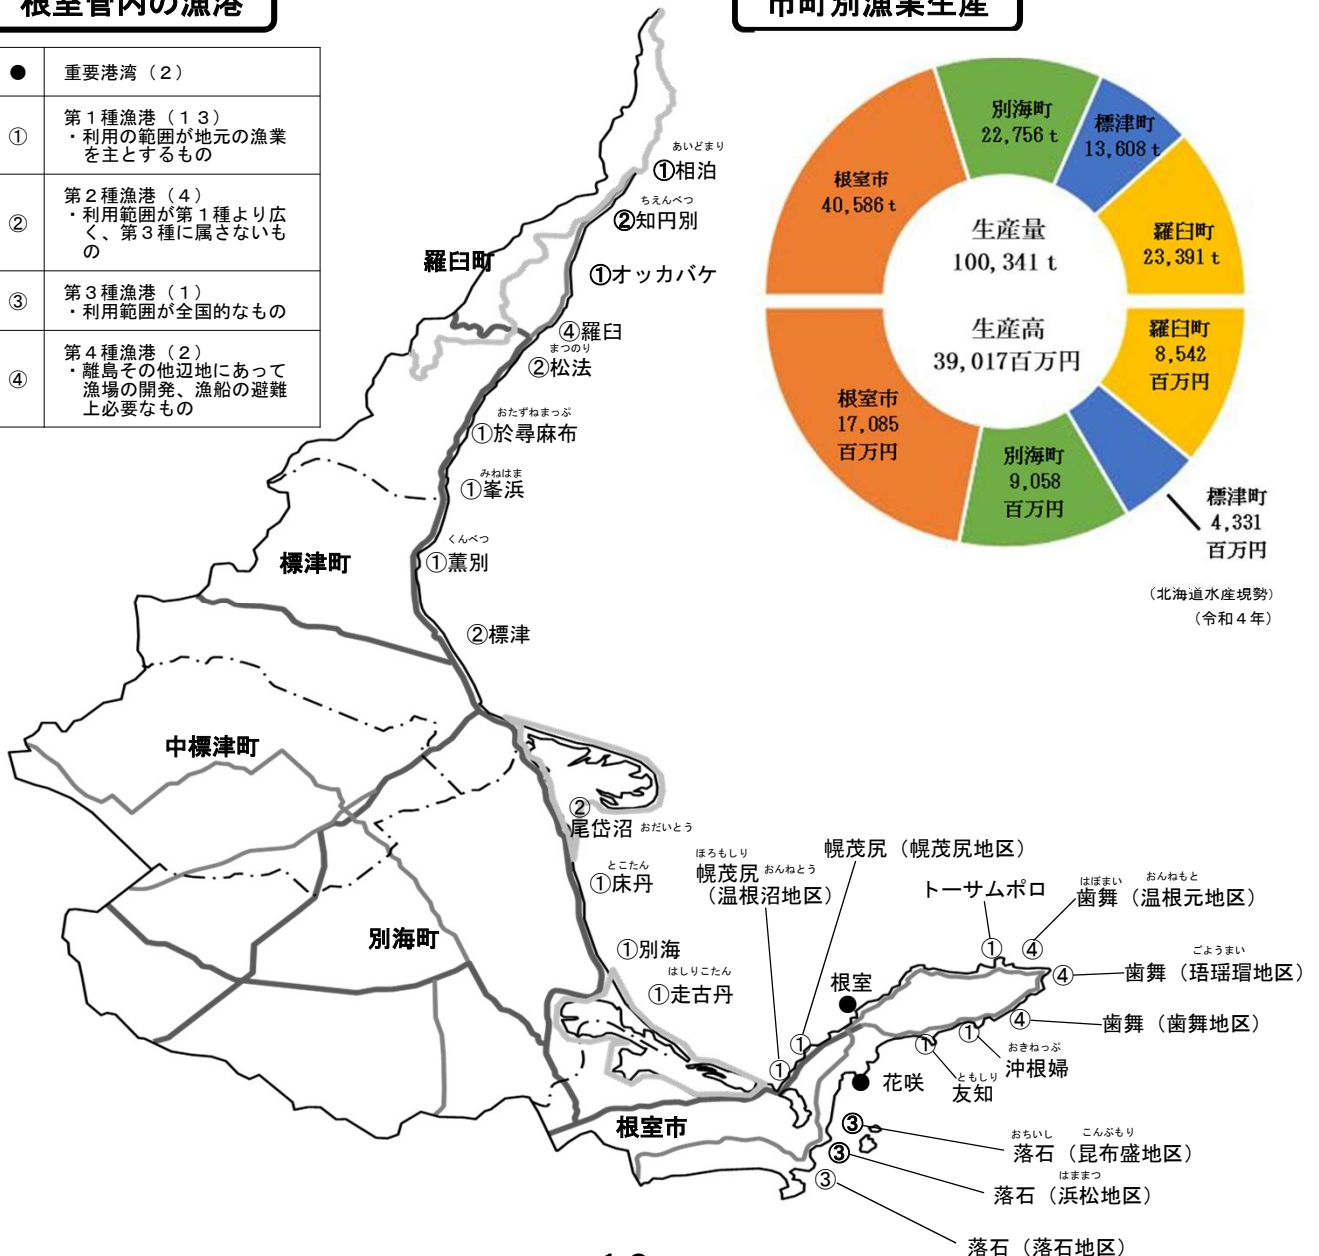 根室管内の漁港
市町別漁業生産
● 重要港湾（２）
① 第１種漁港（１３）
・利用の範囲が地元の漁業
を主とするもの
② 第２種漁港（４）
・利用範囲が第１種より広
く、第３種に属さないも
の
③ 第３種漁港（１）
・利用範囲が全国的なもの
④ 第４種漁港（２）
・離島その他辺地にあって
漁場の開発、漁船の避難
上必要なもの
別海町
22,756ｔ
標津町
13,608ｔ
根室市
40,586ｔ
羅臼町
23,391ｔ
生産量
100,341ｔ
生産高
39,017百万円
羅臼町
8,542
百万円
根室市
17,085
百万円
別海町
9,058
百万円
標津町
4,331
百万円
（北海道水産現勢）
（令和４年）
あいどまり
①相泊
ちえんべつ
②知円別
羅臼町
①オッカバケ
④羅臼
まつのり
②松法
おたずねまっぷ
①於尋麻布
みねはま
①峯浜
くんべつ
①薫別
標津町
②標津
中標津町
②
尾岱沼 おだいとう
とこたん
①床丹
別海町
①別海
はしりこたん
①走古丹
幌茂尻（幌茂尻地区）
ほろもしり
幌茂尻 おんねとう
（温根沼地区）
トーサムポロ
はぼまい おんねもと
歯舞（温根元地区）
① ④
ごようまい
④ 歯舞（珸瑶瑁地区）
根室
●
④ 歯舞（歯舞地区）
① ① ①
おきねっぷ
沖根婦
①
● 花咲
ともしり
友知
根室市
③
おちいし こんぶもり
落石（昆布盛地区）
③
はままつ
落石（浜松地区）
③
落石（落石地区）